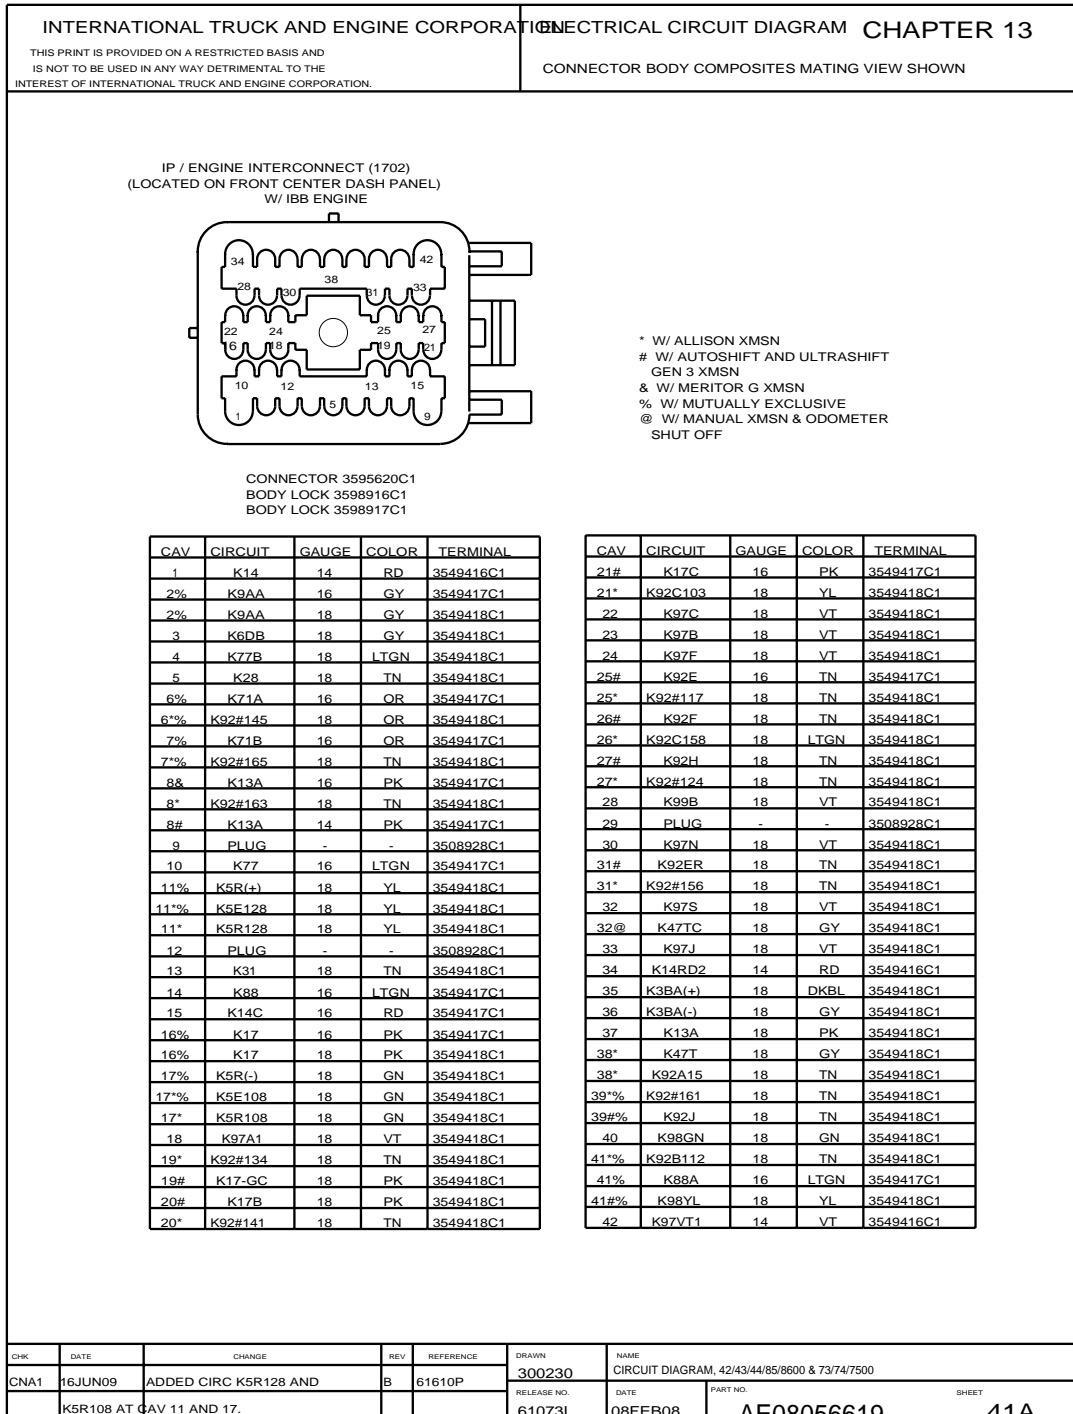 INTERNATIONAL TRUCK AND ENGINE CORPORATION
ELECTRICAL CIRCUIT DIAGRAM CHAPTER 13
THIS PRINT IS PROVIDED ON A RESTRICTED BASIS AND
IS NOT TO BE USED IN ANY WAY DETRIMENTAL TO THE
INTEREST OF INTERNATIONAL TRUCK AND ENGINE CORPORATION.
CONNECTOR BODY COMPOSITES MATING VIEW SHOWN
IP / ENGINE INTERCONNECT (1702)
(LOCATED ON FRONT CENTER DASH PANEL)
W/ IBB ENGINE
34 42
38
28 30 31 33
22 24 25 27
6 18 19 21
10 12 13 15
1 5 9
* W/ ALLISON XMSN
# W/ AUTOSHIFT AND ULTRASHIFT
GEN 3 XMSN
& W/ MERITOR G XMSN
% W/ MUTUALLY EXCLUSIVE
@ W/ MANUAL XMSN & ODOMETER
SHUT OFF
CONNECTOR 3595620C1
BODY LOCK 3598916C1
BODY LOCK 3598917C1
CAV CIRCUIT GAUGE COLOR TERMINAL
1 K14 14 RD 3549416C1
2% K9AA 16 GY 3549417C1
2% K9AA 18 GY 3549418C1
3 K6DB 18 GY 3549418C1
4 K77B 18 LTGN 3549418C1
5 K28 18 TN 3549418C1
6% K71A 16 OR 3549417C1
6*% K92#145 18 OR 3549418C1
7% K71B 16 OR 3549417C1
7*% K92#165 18 TN 3549418C1
8& K13A 16 PK 3549417C1
8* K92#163 18 TN 3549418C1
8# K13A 14 PK 3549417C1
9 PLUG - - 3508928C1
10 K77 16 LTGN 3549417C1
11% K5R(+) 18 YL 3549418C1
11*% K5E128 18 YL 3549418C1
11* K5R128 18 YL 3549418C1
12 PLUG - - 3508928C1
13 K31 18 TN 3549418C1
14 K88 16 LTGN 3549417C1
15 K14C 16 RD 3549417C1
16% K17 16 PK 3549417C1
16% K17 18 PK 3549418C1
17% K5R(-) 18 GN 3549418C1
17*% K5E108 18 GN 3549418C1
17* K5R108 18 GN 3549418C1
18 K97A1 18 VT 3549418C1
19* K92#134 18 TN 3549418C1
19# K17-GC 18 PK 3549418C1
20# K17B 18 PK 3549418C1
20* K92#141 18 TN 3549418C1
CAV CIRCUIT GAUGE COLOR TERMINAL
21# K17C 16 PK 3549417C1
21* K92C103 18 YL 3549418C1
22 K97C 18 VT 3549418C1
23 K97B 18 VT 3549418C1
24 K97F 18 VT 3549418C1
25# K92E 16 TN 3549417C1
25* K92#117 18 TN 3549418C1
26# K92F 18 TN 3549418C1
26* K92C158 18 LTGN 3549418C1
27# K92H 18 TN 3549418C1
27* K92#124 18 TN 3549418C1
28 K99B 18 VT 3549418C1
29 PLUG - - 3508928C1
30 K97N 18 VT 3549418C1
31# K92ER 18 TN 3549418C1
31* K92#156 18 TN 3549418C1
32 K97S 18 VT 3549418C1
32@ K47TC 18 GY 3549418C1
33 K97J 18 VT 3549418C1
34 K14RD2 14 RD 3549416C1
35 K3BA(+) 18 DKBL 3549418C1
36 K3BA(-) 18 GY 3549418C1
37 K13A 18 PK 3549418C1
38* K47T 18 GY 3549418C1
38* K92A15 18 TN 3549418C1
39*% K92#161 18 TN 3549418C1
39#% K92J 18 TN 3549418C1
40 K98GN 18 GN 3549418C1
41*% K92B112 18 TN 3549418C1
41% K88A 16 LTGN 3549417C1
41#% K98YL 18 YL 3549418C1
42 K97VT1 14 VT 3549416C1
CHK DATE CHANGE REV REFERENCE
CNA1 16JUN09 ADDED CIRC K5R128 AND B 61610P
K5R108 AT CAV 11 AND 17.
DRAWN
300230
NAME
CIRCUIT DIAGRAM, 42/43/44/85/8600 & 73/74/7500
RELEASE NO.
61073L
DATE
08FEB08
PART NO.
AE08056619
SHEET
41A